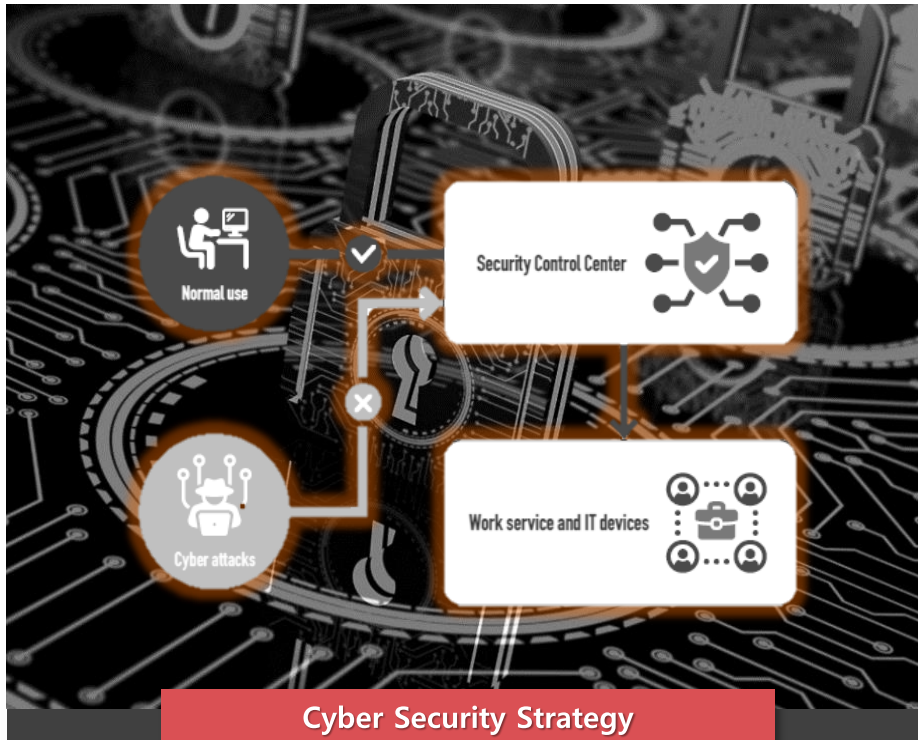 Normal use
Security Control Center
Work service and IT devices
Cyber attacks
Cyber Security Strategy